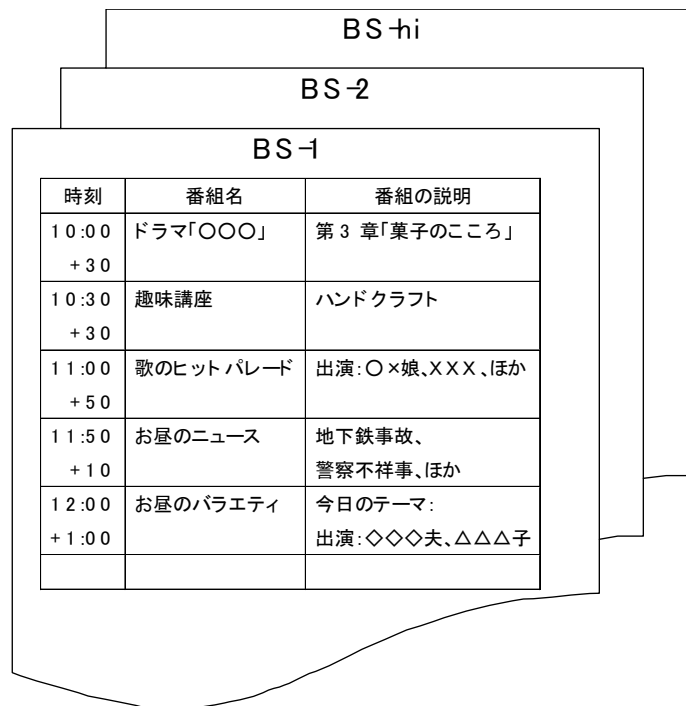 BS-hi
BS-2
BS-1
時刻 番組名 番組の説明
10:00 ドラマ「〇〇〇」 第3章「菓子のこころ」
+30
10:30 趣味講座 ハンドクラフト
+30
11:00 歌のヒットパレード 出演:〇×娘、XXX、ほか
+50
11:50 お昼のニュース 地下鉄事故、
+10 警察不祥事、ほか
12:00 お昼のバラエティ 今日のテーマ:
+1:00 出演:◇◇◇夫、△△△子